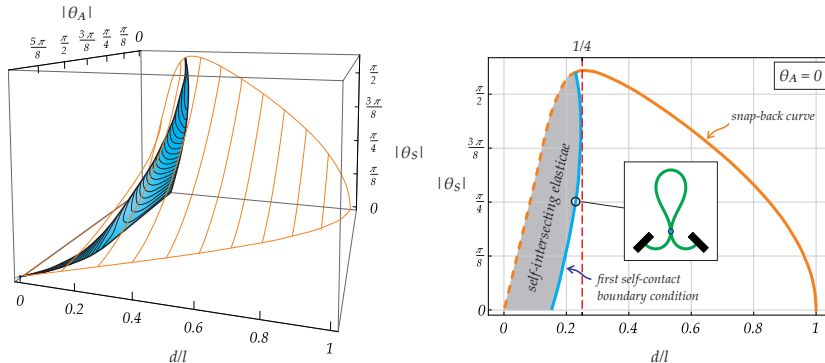 |θ_A|
5π/8 π/2 3π/8 π/4 π/8 0
π/2
3π/8
π/4
π/8
0
|θ_S|
0 0.2 0.4 0.6 0.8 1
d/l
1/4
θ_A = 0
snap-back curve
π/2
3π/8
|θ_S|
π/4
π/8
0
self-intersecting elasticae
first self-contact
boundary condition
0 0.2 0.4 0.6 0.8 1
d/l